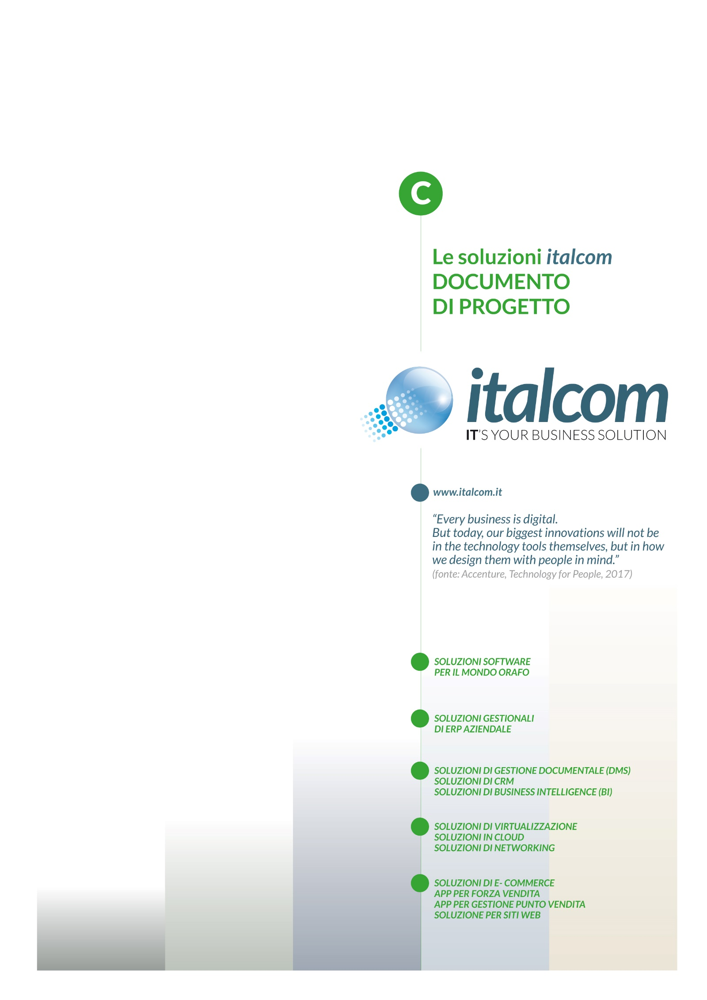 C
Le soluzioni italcom
DOCUMENTO
DI PROGETTO
italcom
IT’S YOUR BUSINESS SOLUTION
www.italcom.it
“Every business is digital.
But today, our biggest innovations will not be
in the technology tools themselves, but in how
we design them with people in mind.”
(fonte: Accenture, Technology for People, 2017)
SOLUZIONI SOFTWARE
PER IL MONDO ORAFO
SOLUZIONI GESTIONALI
DI ERP AZIENDALE
SOLUZIONI DI GESTIONE DOCUMENTALE (DMS)
SOLUZIONI DI CRM
SOLUZIONI DI BUSINESS INTELLIGENCE (BI)
SOLUZIONI DI VIRTUALIZZAZIONE
SOLUZIONI IN CLOUD
SOLUZIONI DI NETWORKING
SOLUZIONI DI E- COMMERCE
APP PER FORZA VENDITA
APP PER GESTIONE PUNTO VENDITA
SOLUZIONE PER SITI WEB